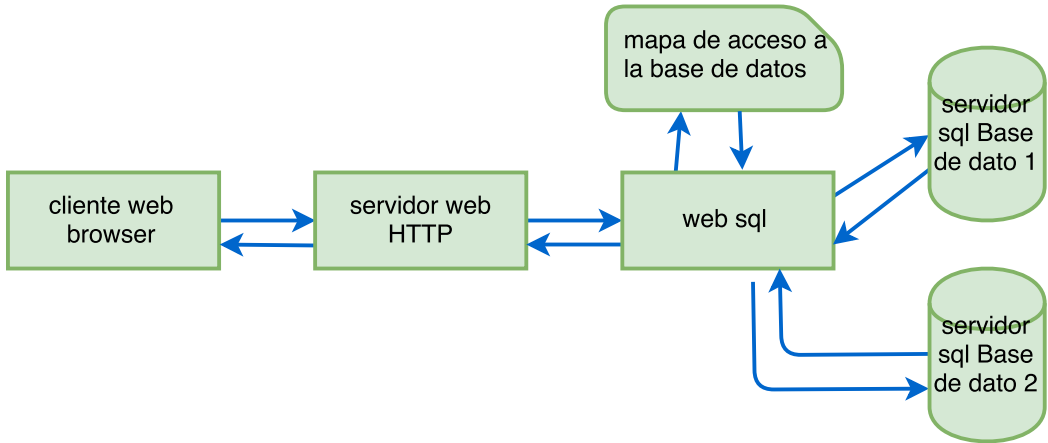 mapa de acceso a
la base de datos
servidor
sql Base
de dato 1
cliente web
browser
servidor web
HTTP
web sql
servidor
sql Base
de dato 2